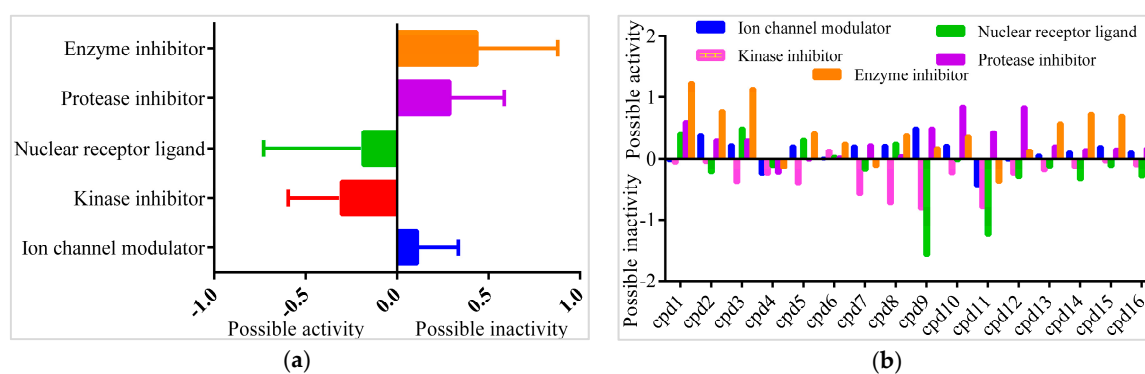 Enzyme inhibitor
Protease inhibitor
Nuclear receptor ligand
Kinase inhibitor
Ion channel modulator
-1.0
-0.5
0.0
0.5
1.0
Possible activity
Possible inactivity
(a)
Possible activity
Possible inactivity
2
1
0
-1
-2
Ion channel modulator
Nuclear receptor ligand
Kinase inhibitor
Protease inhibitor
Enzyme inhibitor
cpd1
cpd2
cpd3
cpd4
cpd5
cpd6
cpd7
cpd8
cpd9
cpd10
cpd11
cpd12
cpd13
cpd14
cpd15
cpd16
(b)